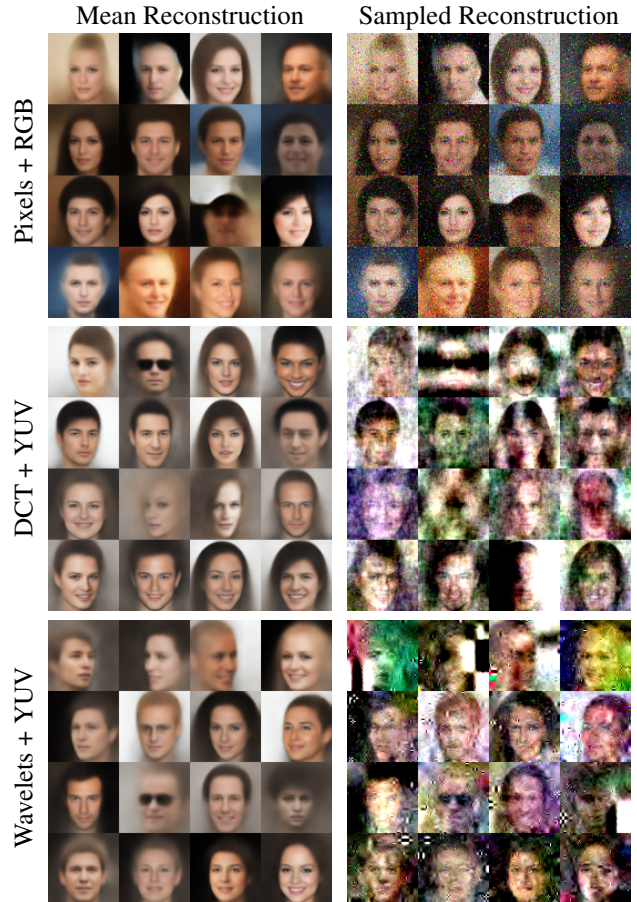 Mean Reconstruction
Sampled Reconstruction
Pixels + RGB
DCT + YUV
Wavelets + YUV